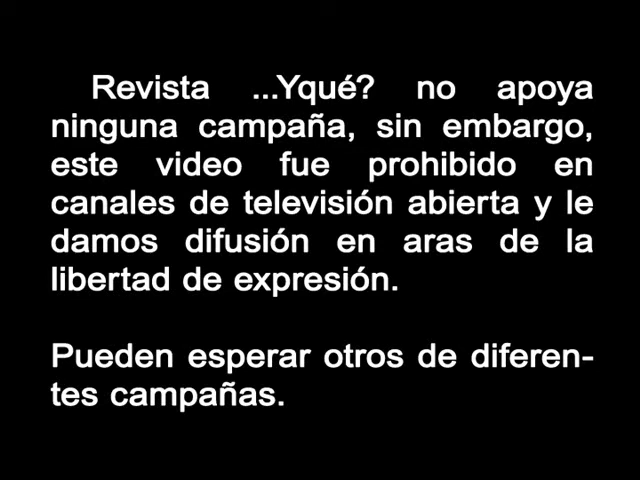 Revista ...Yqué? no apoya
ninguna campaña, sin embargo,
este video fue prohibido en
canales de televisión abierta y le
damos difusión en aras de la
libertad de expresión.
Pueden esperar otros de diferen-
tes campañas.